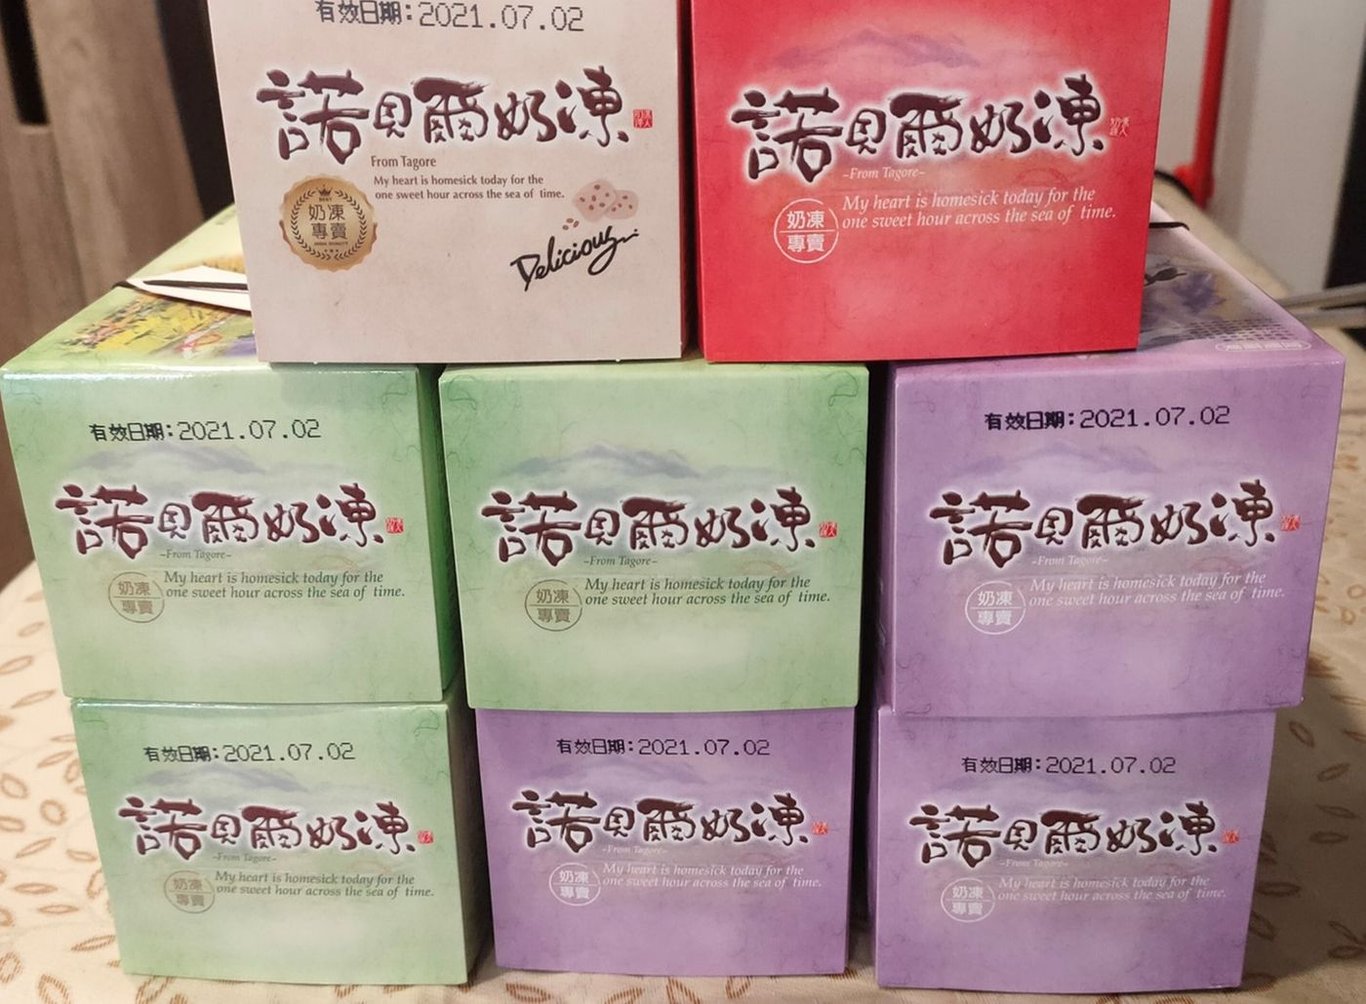 有效日期:2021.07.02
諾貝爾奶凍
From Tagore
My heart is homesick today for the
one sweet hour across the sea of time.
BEST
奶凍
專賣
Delicious
諾貝爾奶凍
~From Tagore~
My heart is homesick today for the
one sweet hour across the sea of time.
奶凍
專賣
有效日期:2021.07.02
諾貝爾奶凍
~From Tagore~
My heart is homesick today for the
one sweet hour across the sea of time.
奶凍
專賣
諾貝爾奶凍
~From Tagore~
My heart is homesick today for the
one sweet hour across the sea of time.
奶凍
專賣
有效日期:2021.07.02
諾貝爾奶凍
~From Tagore~
My heart is homesick today for the
one sweet hour across the sea of time.
奶凍
專賣
有效日期:2021.07.02
諾貝爾奶凍
~From Tagore~
My heart is homesick today for the
one sweet hour across the sea of time.
奶凍
專賣
有效日期:2021.07.02
諾貝爾奶凍
~From Tagore~
My heart is homesick today for the
one sweet hour across the sea of time.
奶凍
專賣
有效日期:2021.07.02
諾貝爾奶凍
~From Tagore~
My heart is homesick today for the
one sweet hour across the sea of time.
奶凍
專賣